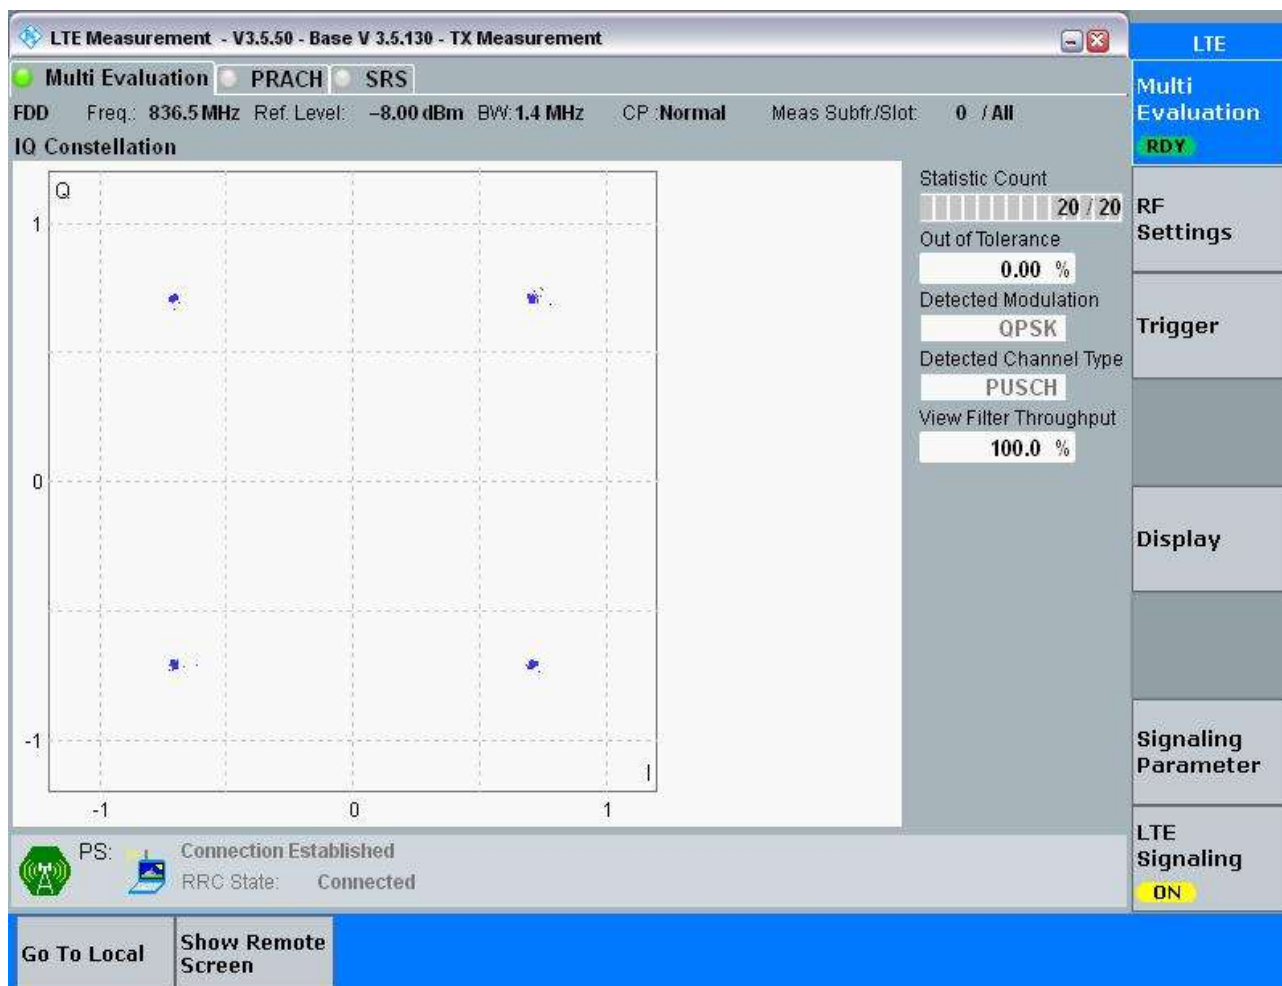 LTE Measurement - V3.5.50 - Base V 3.5.130 - TX Measurement
LTE
Multi Evaluation PRACH SRS
FDD Freq.: 836.5 MHz Ref. Level: -8.00 dBm BW: 1.4 MHz CP :Normal Meas Subfr./Slot: 0 / All
IQ Constellation
Q
1
0
-1
-1 0 1
I
Statistic Count
20 / 20
Out of Tolerance
0.00 %
Detected Modulation
QPSK
Detected Channel Type
PUSCH
View Filter Throughput
100.0 %
Multi
Evaluation
RDY
RF
Settings
Trigger
Display
Signaling
Parameter
LTE
Signaling
ON
PS: Connection Established
RRC State: Connected
Go To Local
Show Remote
Screen